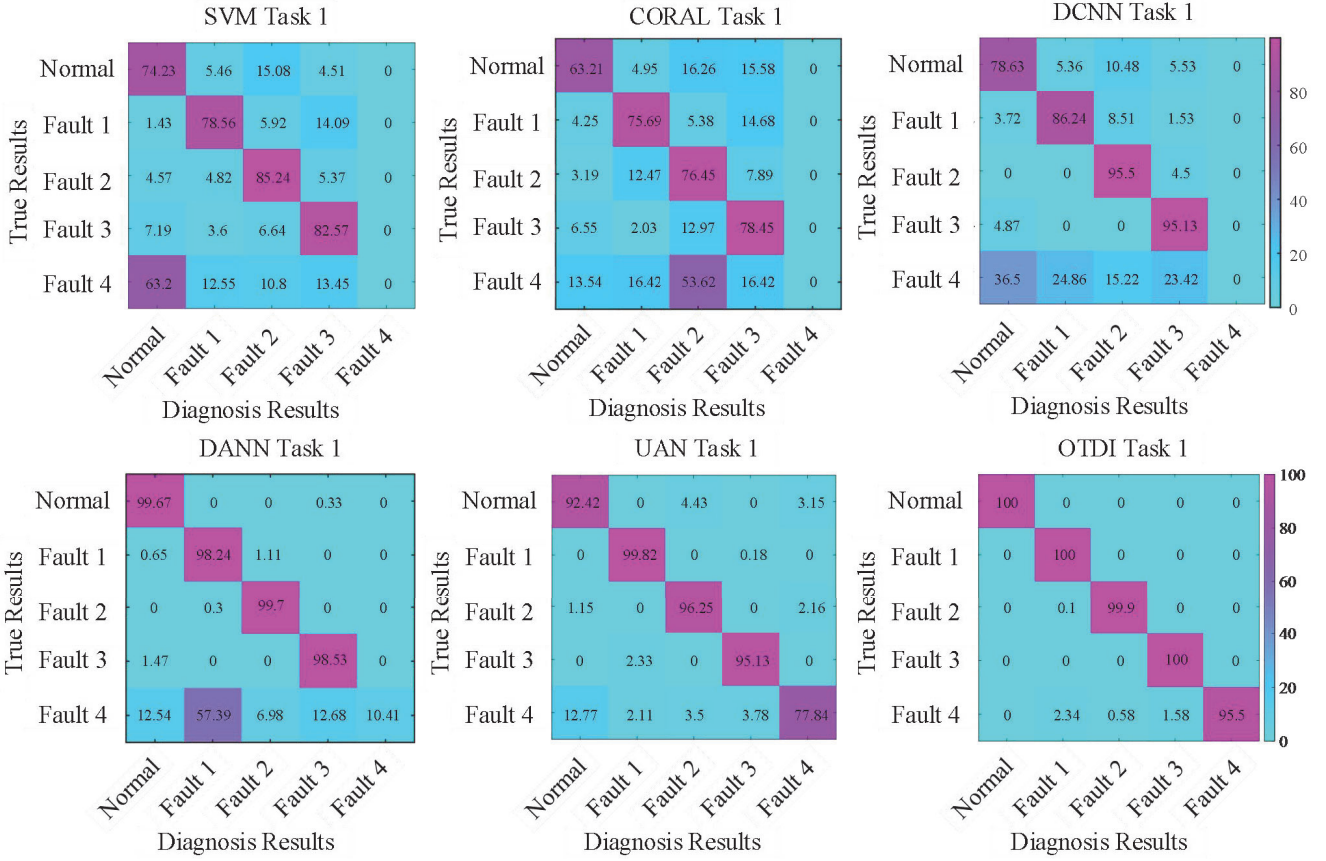 SVM Task 1 CORAL Task 1 DCNN Task 1
Normal 74.23 5.46 15.08 4.51 0 Normal 63.21 4.95 16.26 15.58 0 Normal 78.63 5.36 10.48 5.53 0
80
Fault 1 1.43 78.56 5.92 14.09 0 Fault 1 4.25 75.69 5.38 14.68 0 Fault 1 3.72 86.24 8.51 1.53 0
60
Fault 2 4.57 4.82 85.24 5.37 0 Fault 2 3.19 12.47 76.45 7.89 0 Fault 2 0 0 95.5 4.5 0
40
Fault 3 7.19 3.6 6.64 82.57 0 Fault 3 6.55 2.03 12.97 78.45 0 Fault 3 4.87 0 0 95.13 0
20
Fault 4 63.2 12.55 10.8 13.45 0 Fault 4 13.54 16.42 53.62 16.42 0 Fault 4 36.5 24.86 15.22 23.42 0
0
True Results True Results True Results
Normal Fault 1 Fault 2 Fault 3 Fault 4 Normal Fault 1 Fault 2 Fault 3 Fault 4 Normal Fault 1 Fault 2 Fault 3 Fault 4
Diagnosis Results Diagnosis Results Diagnosis Results
DANN Task 1 UAN Task 1 OTDI Task 1
100
Normal 99.67 0 0 0.33 0 Normal 92.42 0 4.43 0 3.15 Normal 100 0 0 0 0
80
Fault 1 0.65 98.24 1.11 0 0 Fault 1 0 99.82 0 0.18 0 Fault 1 0 100 0 0 0
60
Fault 2 0 0.3 99.7 0 0 Fault 2 1.15 0 96.25 0 2.16 Fault 2 0 0.1 99.9 0 0
40
Fault 3 1.47 0 0 98.53 0 Fault 3 0 2.33 0 95.13 0 Fault 3 0 0 0 100 0
20
Fault 4 12.54 57.39 6.98 12.68 10.41 Fault 4 12.77 2.11 3.5 3.78 77.84 Fault 4 0 2.34 0.58 1.58 95.5
0
True Results True Results True Results
Normal Fault 1 Fault 2 Fault 3 Fault 4 Normal Fault 1 Fault 2 Fault 3 Fault 4 Normal Fault 1 Fault 2 Fault 3 Fault 4
Diagnosis Results Diagnosis Results Diagnosis Results